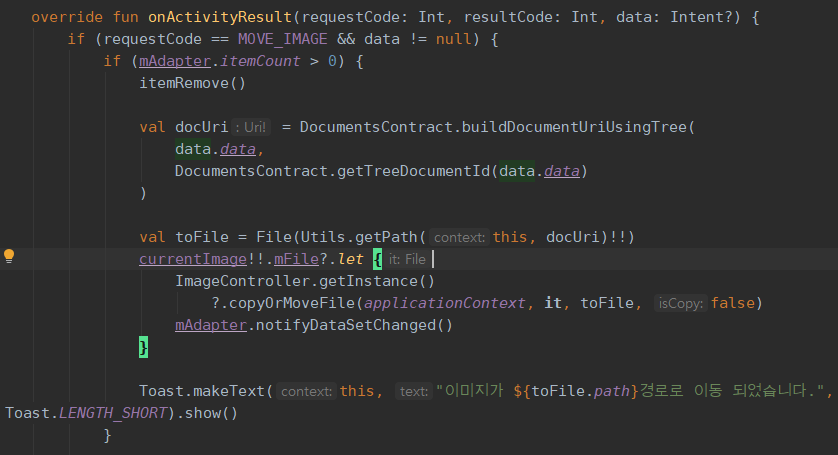 override fun onActivityResult(requestCode: Int, resultCode: Int, data: Intent?) {
if (requestCode == MOVE_IMAGE && data != null) {
if (mAdapter.itemCount > 0) {
itemRemove()
val docUri : Uri! = DocumentsContract.buildDocumentUriUsingTree(
data.data,
DocumentsContract.getTreeDocumentId(data.data)
)
val toFile = File(Utils.getPath( context: this, docUri)!!)
currentImage!!.mFile?.let { it: File
ImageController.getInstance()
?.copyOrMoveFile(applicationContext, it, toFile, isCopy: false)
mAdapter.notifyDataSetChanged()
}
Toast.makeText( context: this, text: "이미지가 ${toFile.path}경로로 이동 되었습니다.",
Toast.LENGTH_SHORT).show()
}